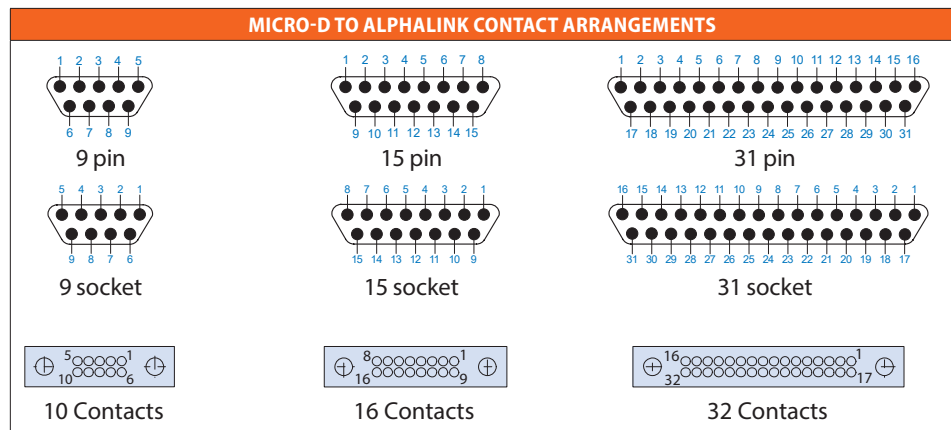 MICRO-D TO ALPHALINK CONTACT ARRANGEMENTS
1 2 3 4 5
6 7 8 9
9 pin
1 2 3 4 5 6 7 8
9 10 11 12 13 14 15
15 pin
1 2 3 4 5 6 7 8 9 10 11 12 13 14 15 16
17 18 19 20 21 22 23 24 25 26 27 28 29 30 31
31 pin
5 4 3 2 1
9 8 7 6
9 socket
8 7 6 5 4 3 2 1
15 14 13 12 11 10 9
15 socket
16 15 14 13 12 11 10 9 8 7 6 5 4 3 2 1
31 30 29 28 27 26 25 24 23 22 21 20 19 18 17
31 socket
5 1
10 6
10 Contacts
8 1
16 9
16 Contacts
16 1
32 17
32 Contacts